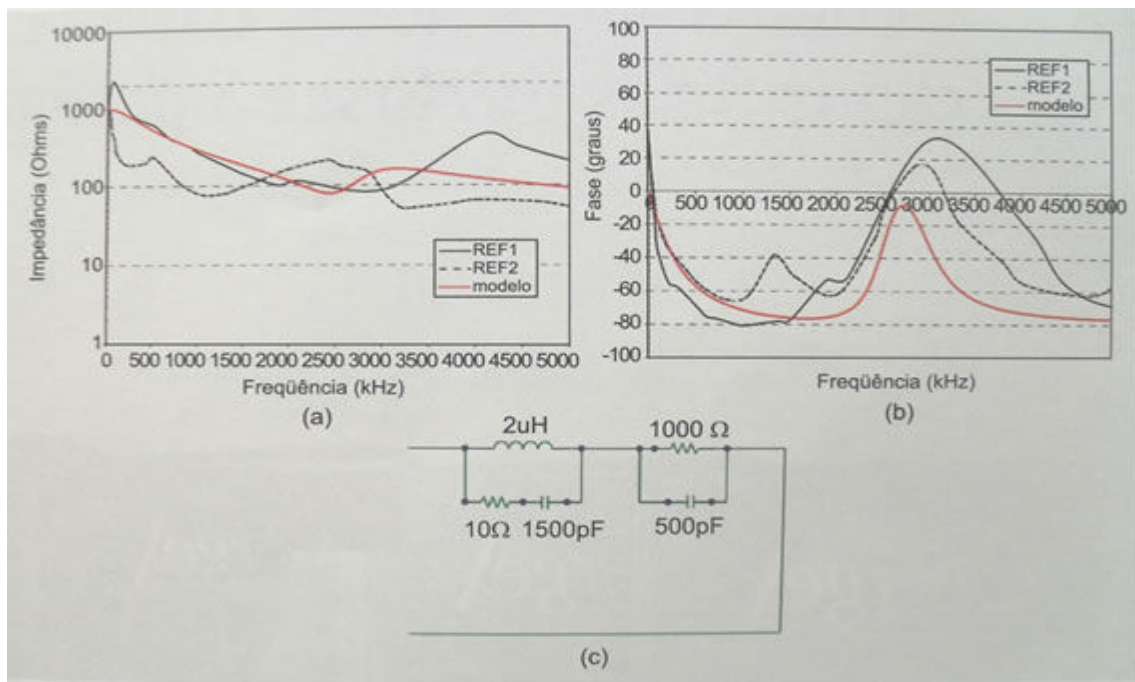 10000
1000
100
10
1
Impedância (Ohms)
REF1
REF2
modelo
0 500 1000 1500 2000 2500 3000 3500 4000 4500 5000
Freqüência (kHz)
(a)
100
80
60
40
20
0
-20
-40
-60
-80
-100
Fase (graus)
REF1
REF2
modelo
0 500 1000 1500 2000 2500 3000 3500 4000 4500 5000
Freqüência (kHz)
(b)
2uH
1000 Ω
10Ω 1500pF
500pF
(c)